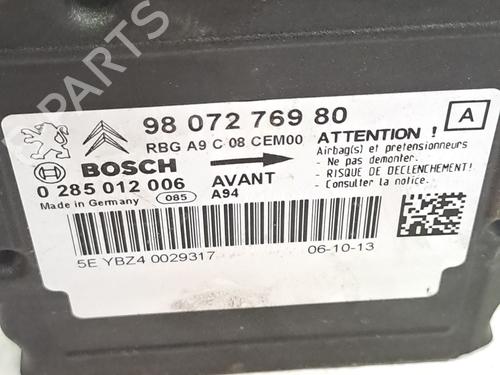 98 072 769 80
A
RBG A9 C 08 CEM00
ATTENTION !
Airbag(s) et pretensionneurs
- Ne pas demonter.
- RISQUE DE DECLENCHEMENT!
- Consulter la notice.
BOSCH
0 285 012 006
AVANT
A94
Made in Germany
085
5E YBZ4 0029317
06-10-13
B-PARTS